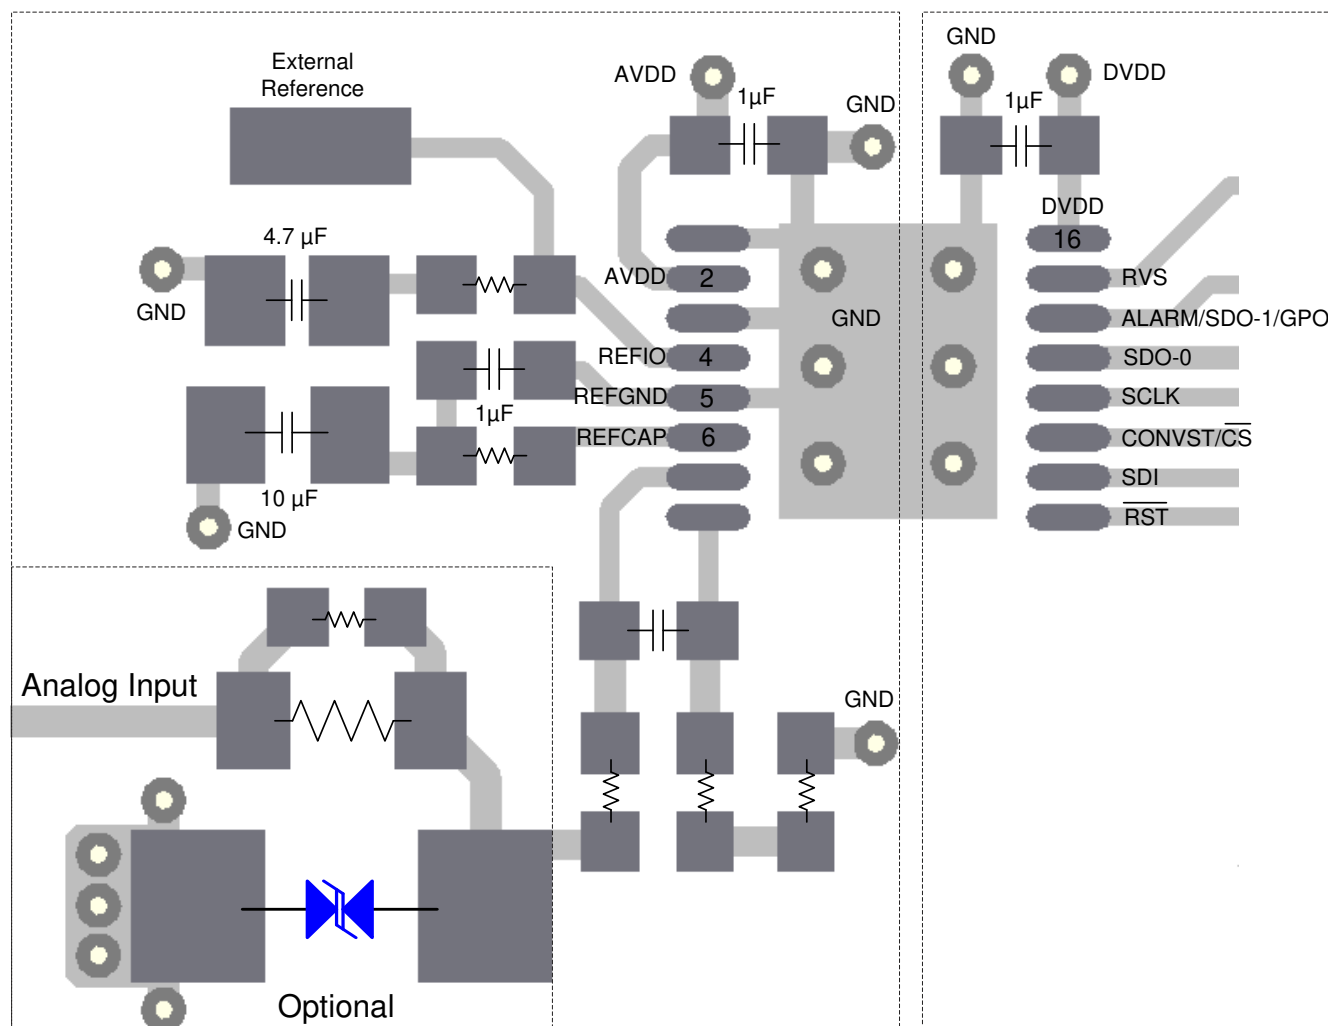 External
Reference
AVDD
1µF
GND
GND
1µF
DVDD
4.7 µF
GND
AVDD
2
GND
REFIO
4
REFGND
5
1µF
REFCAP
6
10 µF
GND
DVDD
16
RVS
ALARM/SDO-1/GPO
SDO-0
SCLK
CONVST/C̅S̅
SDI
R̅S̅T̅
Analog Input
GND
Optional